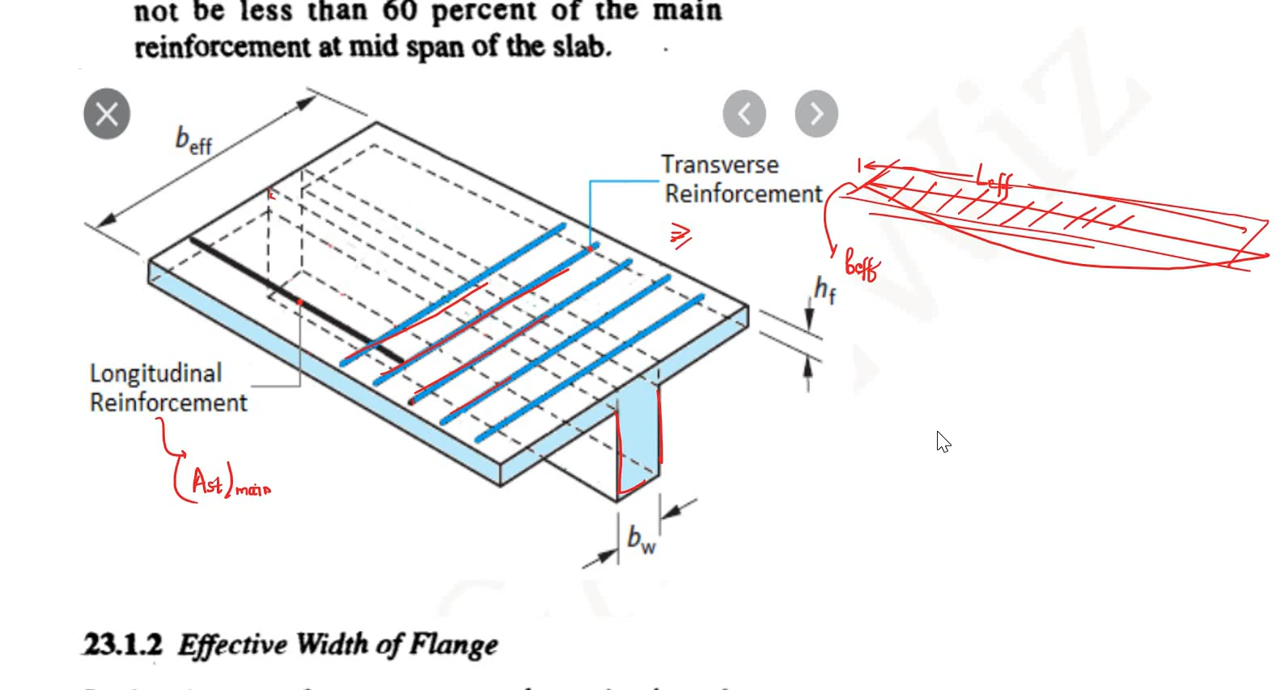 not be less than 60 percent of the main
reinforcement at mid span of the slab.
beff
Transverse
Reinforcement
Leff
beff
hf
Longitudinal
Reinforcement
(Ast)main
bw
23.1.2 Effective Width of Flange